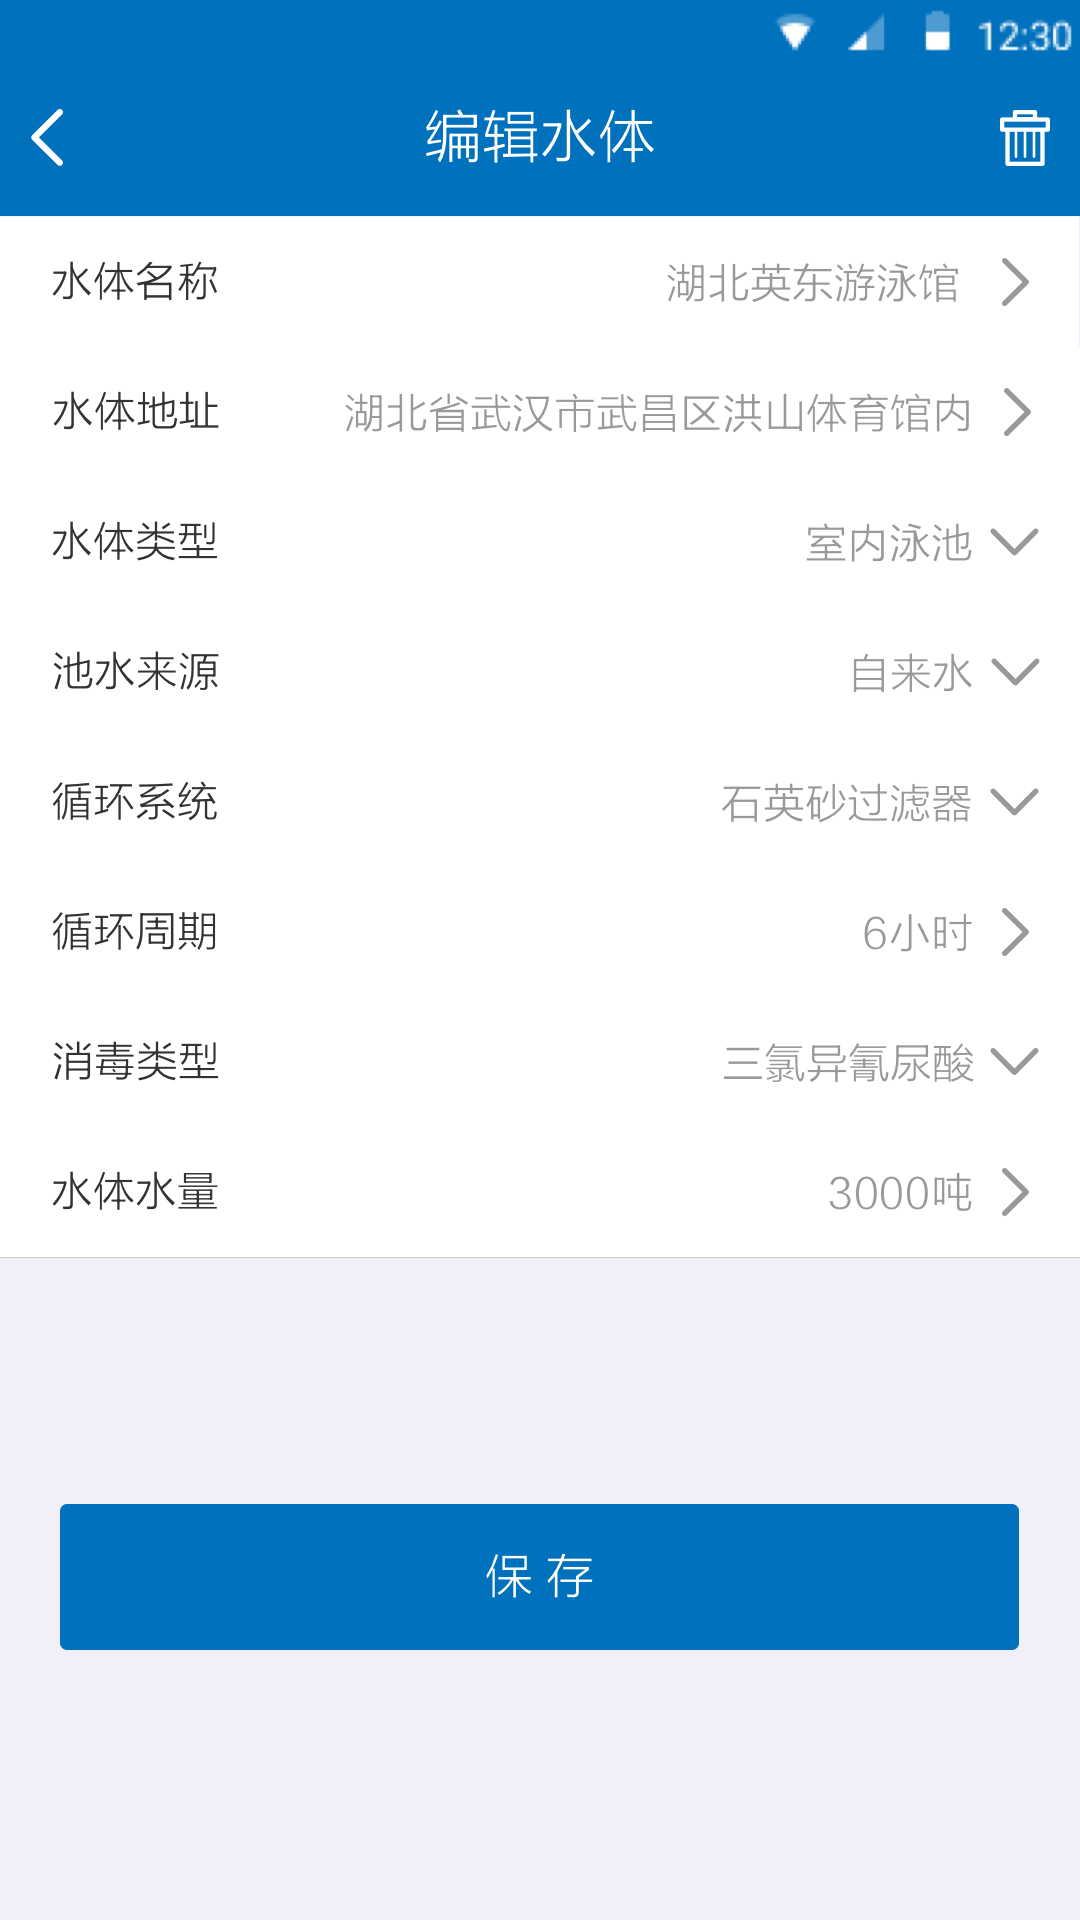 12:30
编辑水体
水体名称 湖北英东游泳馆
水体地址 湖北省武汉市武昌区洪山体育馆内
水体类型 室内泳池
池水来源 自来水
循环系统 石英砂过滤器
循环周期 6小时
消毒类型 三氯异氰尿酸
水体水量 3000吨
保存